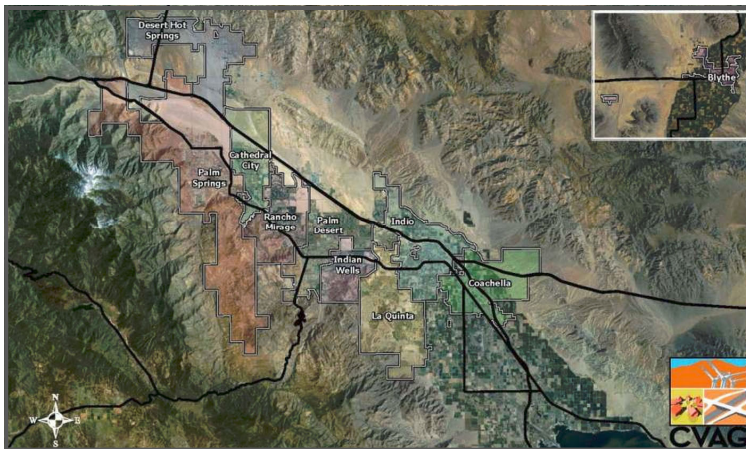 Desert Hot
Springs
Blythe
Cathedral
City
Palm
Springs
Rancho
Mirage
Palm
Desert
Indio
Indian
Wells
Coachella
La Quinta
N
W
E
S
CVAG